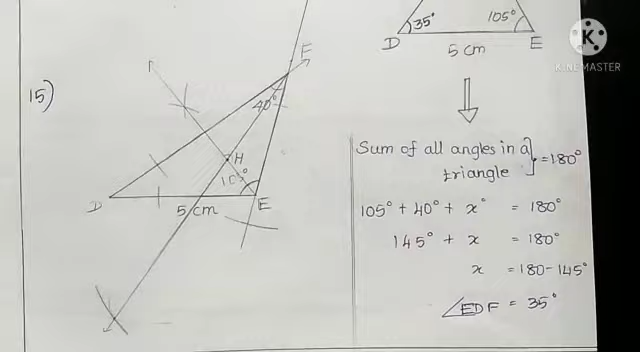 15)
F
40°
H
105°
D
5 cm
E
35°
105°
D
E
5 cm
KINEMASTER
Sum of all angles in a
triangle
} = 180°
105° + 40° + x° = 180°
145° + x = 180°
x = 180 - 145°
∠EDF = 35°